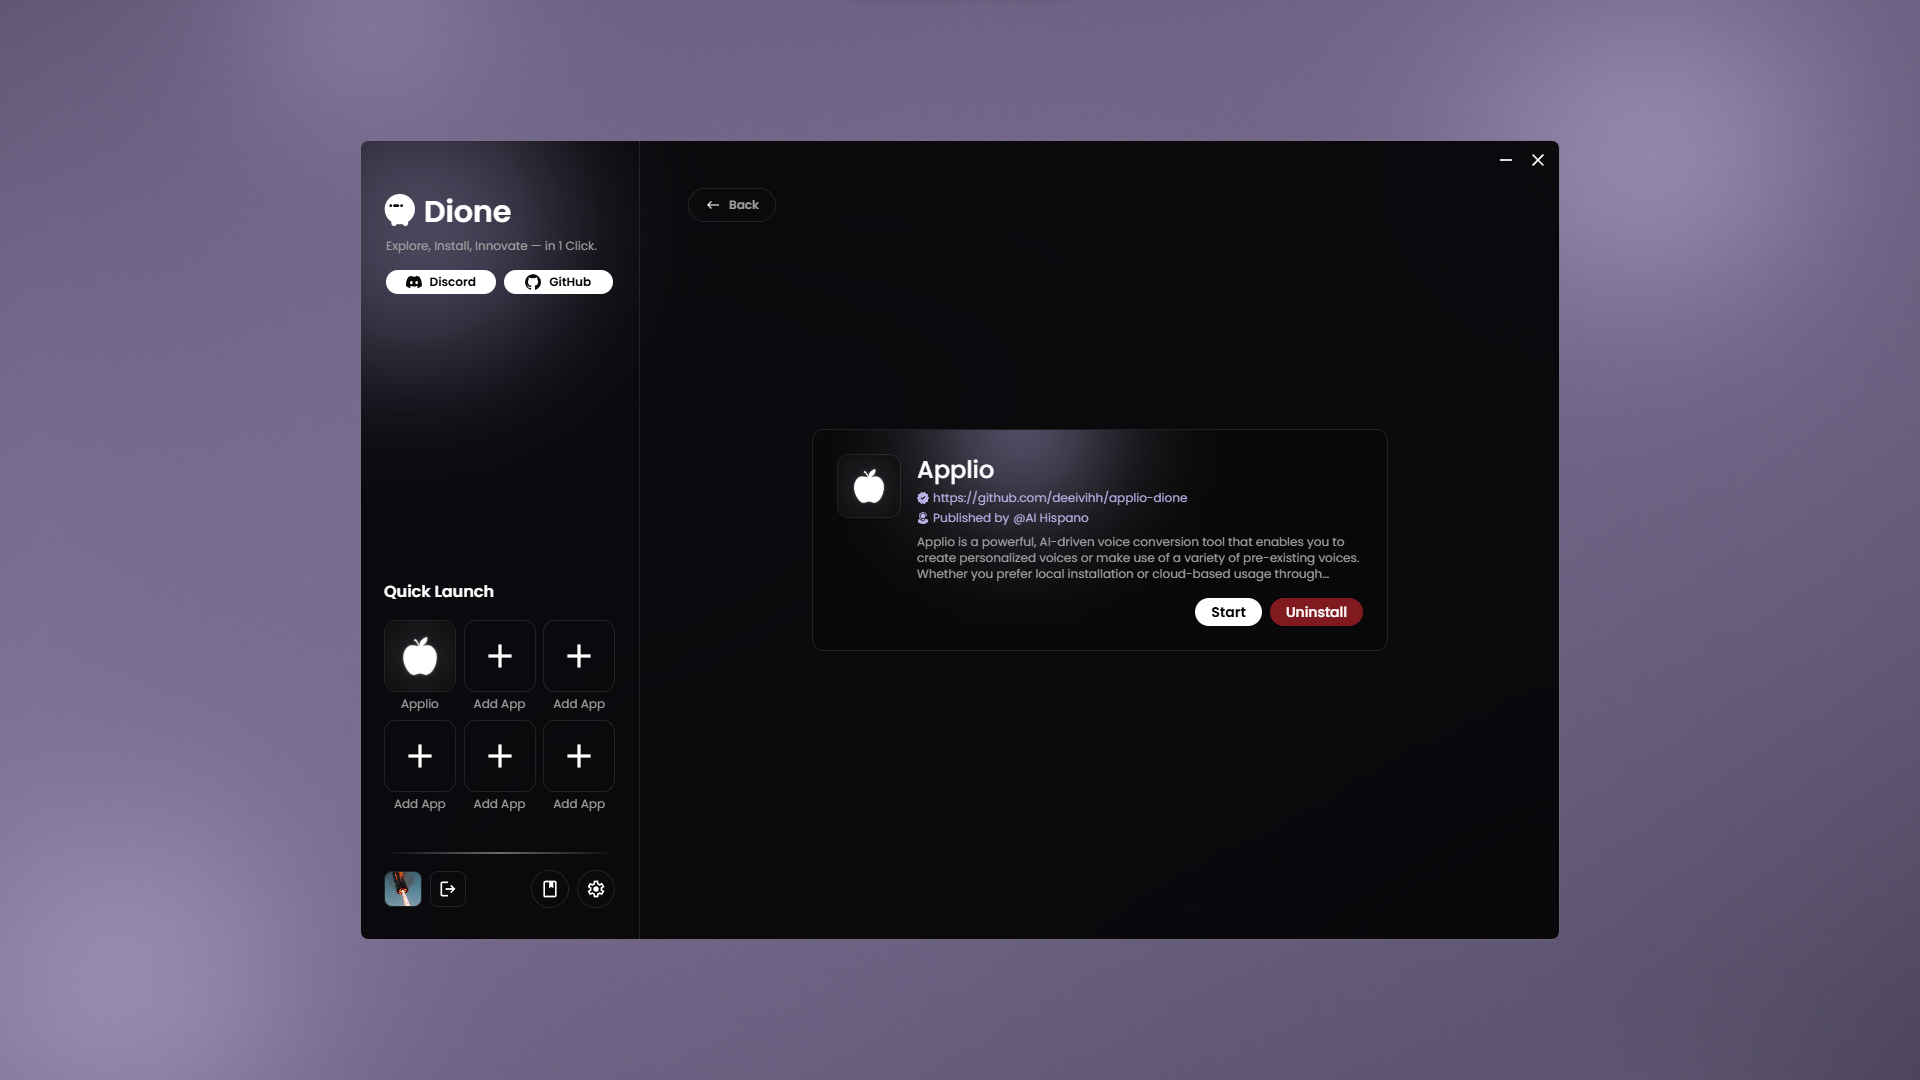 Dione
Explore, Install, Innovate — in 1 Click.
Discord
GitHub
Quick Launch
Applio
Add App
Add App
Add App
Add App
Add App
Back
Applio
https://github.com/deeivihh/applio-dione
Published by @AI Hispano
Applio is a powerful, AI-driven voice conversion tool that enables you to
create personalized voices or make use of a variety of pre-existing voices.
Whether you prefer local installation or cloud-based usage through...
Start
Uninstall